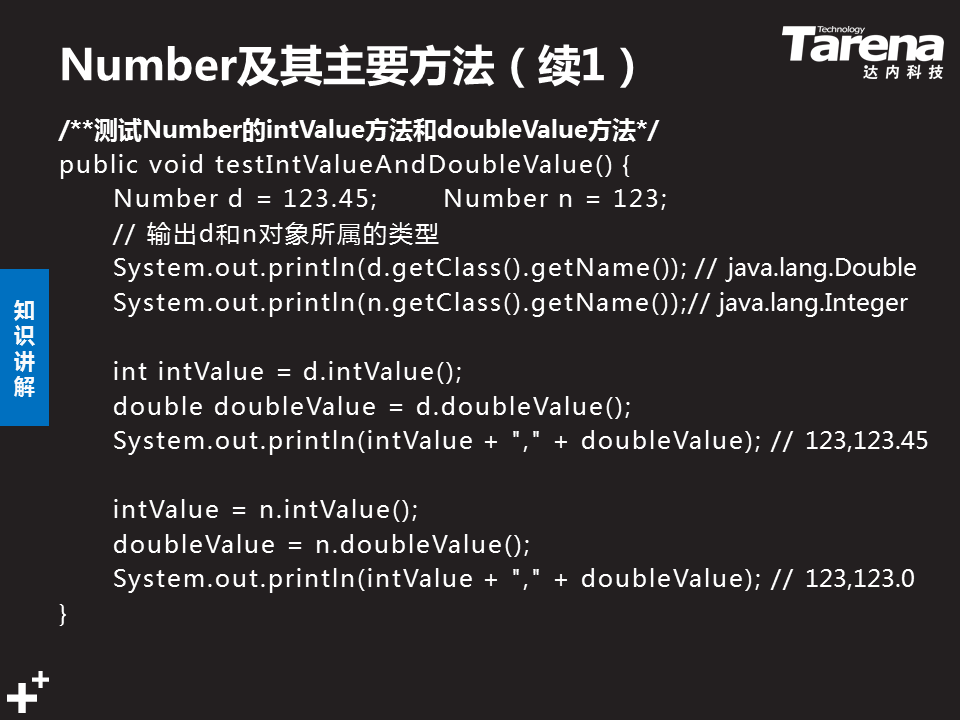 Number及其主要方法（续1）
Technology
Tarena
达内科技
/**测试Number的intValue方法和doubleValue方法*/
public void testIntValueAndDoubleValue() {
Number d = 123.45; Number n = 123;
// 输出d和n对象所属的类型
System.out.println(d.getClass().getName()); // java.lang.Double
System.out.println(n.getClass().getName());// java.lang.Integer
知识讲解
int intValue = d.intValue();
double doubleValue = d.doubleValue();
System.out.println(intValue + "," + doubleValue); // 123,123.45
intValue = n.intValue();
doubleValue = n.doubleValue();
System.out.println(intValue + "," + doubleValue); // 123,123.0
}